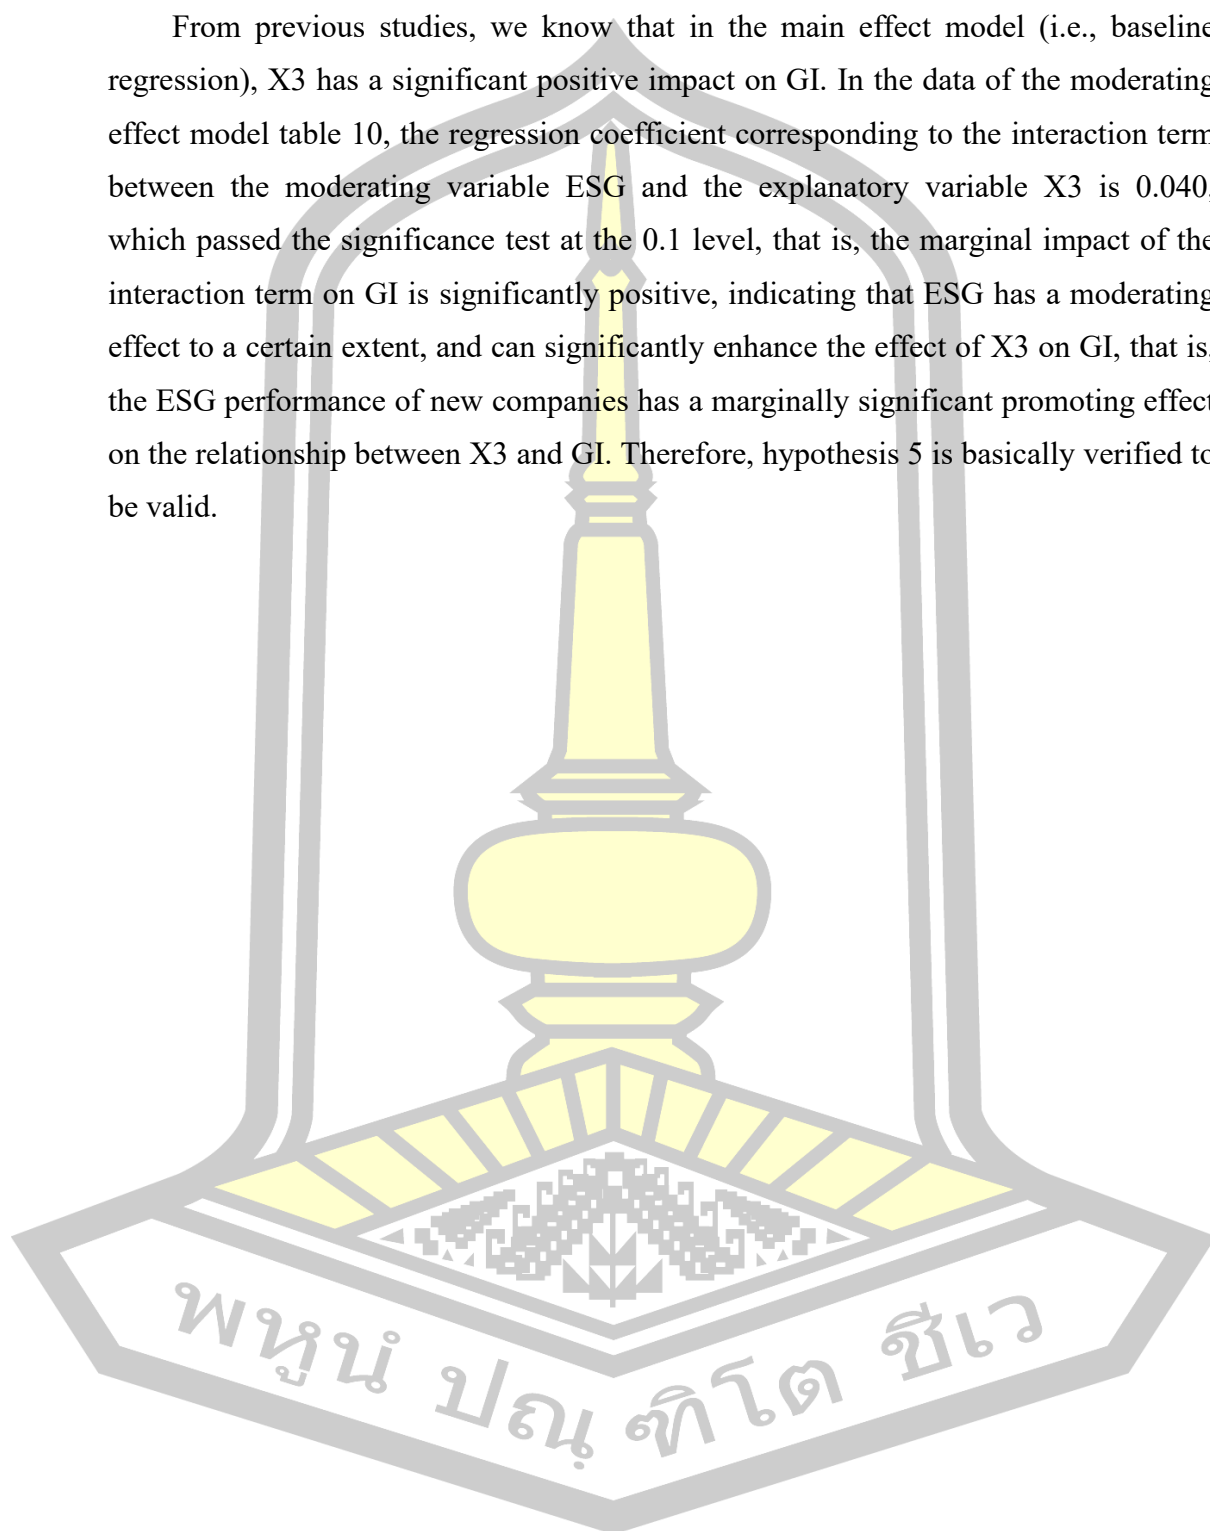 From previous studies, we know that in the main effect model (i.e., baseline
regression), X3 has a significant positive impact on GI. In the data of the moderating
effect model table 10, the regression coefficient corresponding to the interaction term
between the moderating variable ESG and the explanatory variable X3 is 0.040,
which passed the significance test at the 0.1 level, that is, the marginal impact of the
interaction term on GI is significantly positive, indicating that ESG has a moderating
effect to a certain extent, and can significantly enhance the effect of X3 on GI, that is,
the ESG performance of new companies has a marginally significant promoting effect
on the relationship between X3 and GI. Therefore, hypothesis 5 is basically verified to
be valid.
พหูนํ ปณฺ ฑิโต ชีเว